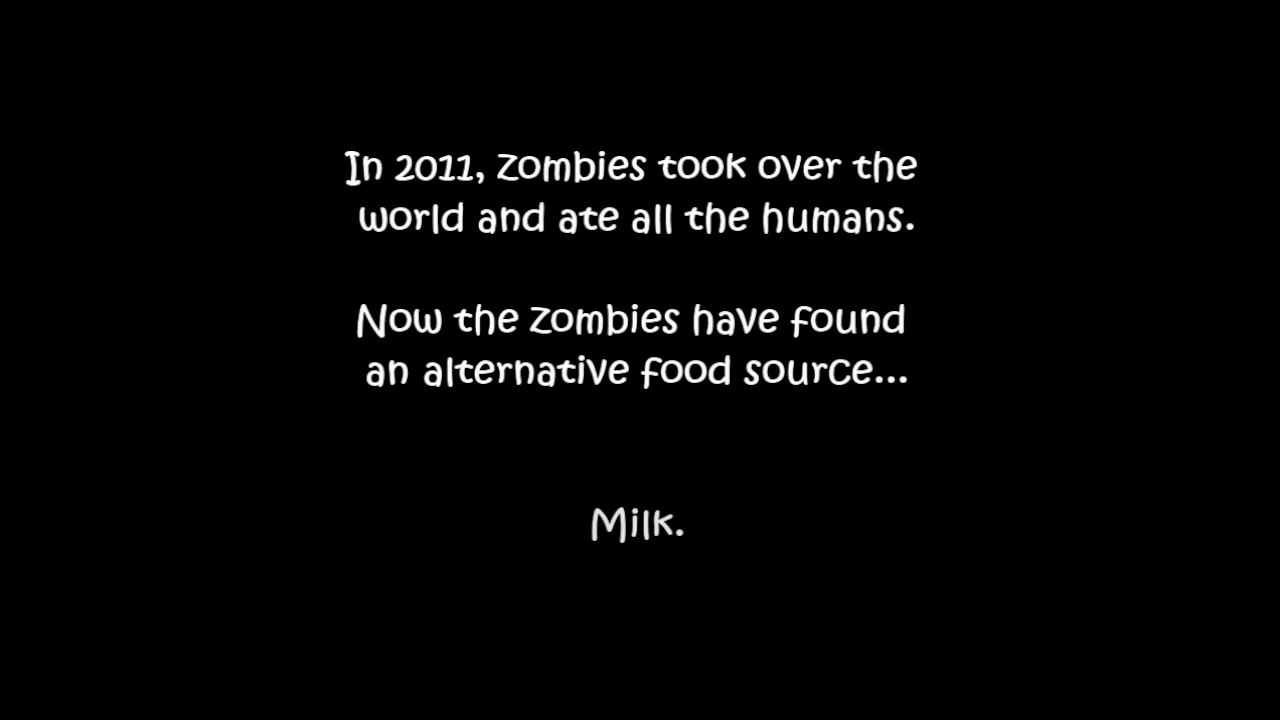 In 2011, zombies took over the
world and ate all the humans.
Now the zombies have found
an alternative food source...
Milk.